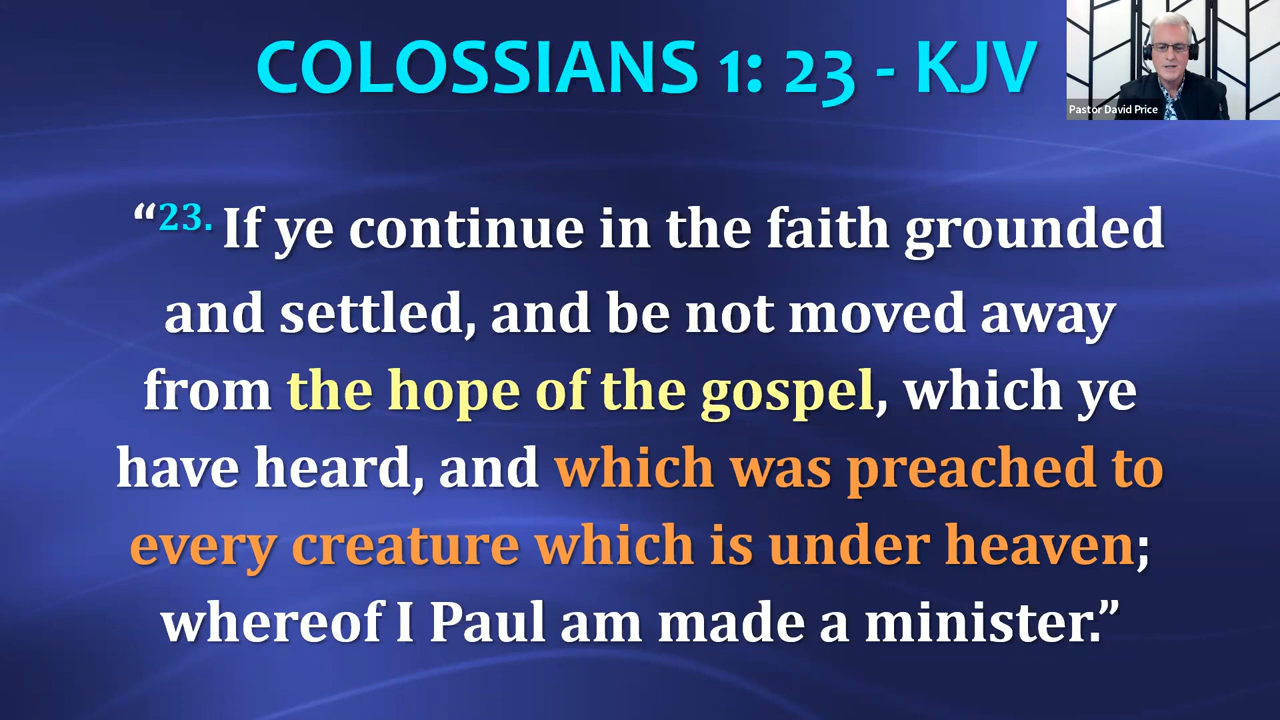 COLOSSIANS 1: 23 - KJV
Pastor David Price
“23. If ye continue in the faith grounded
and settled, and be not moved away
from the hope of the gospel, which ye
have heard, and which was preached to
every creature which is under heaven;
whereof I Paul am made a minister.”